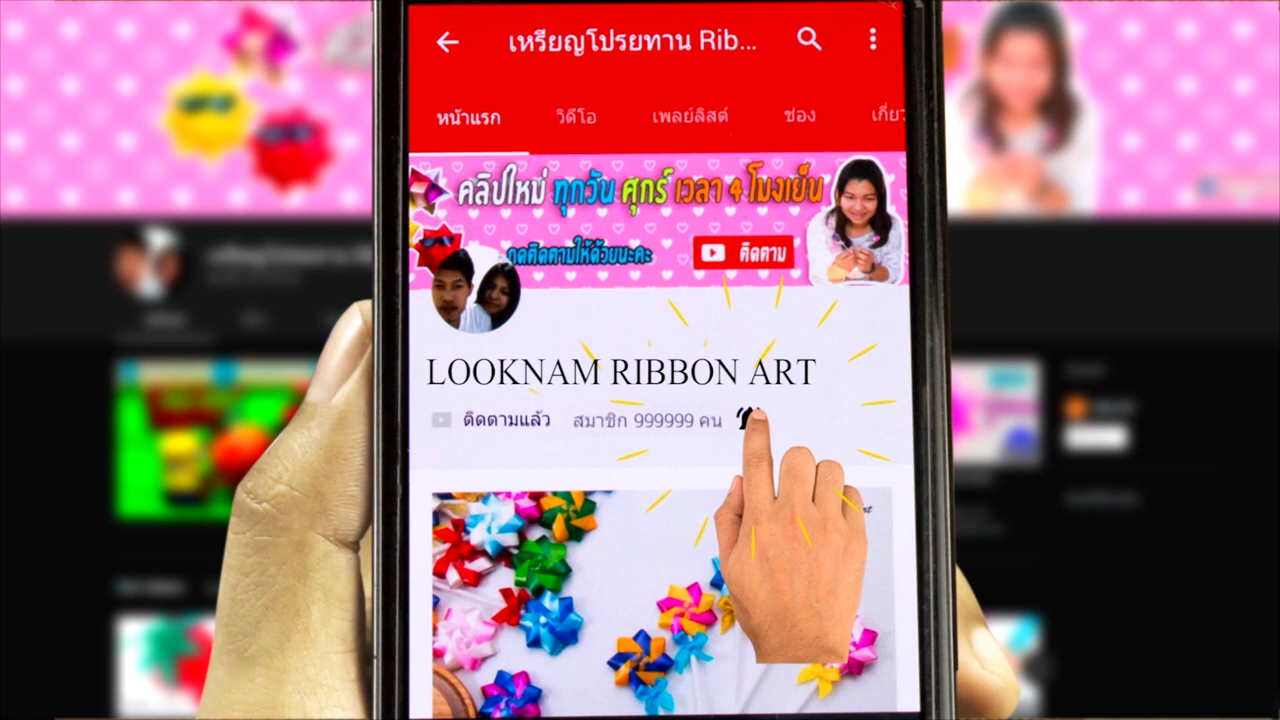 เหรียญโปรยทาน Rib...
หน้าแรก วิดีโอ เพลย์ลิสต์ ช่อง เกี่ยว
คลิปใหม่ ทุกวัน ศุกร์ เวลา 4 โมงเย็น
กดติดตามให้ด้วยนะคะ ติดตาม
LOOKNAM RIBBON ART
ติดตามแล้ว สมาชิก 999999 คน